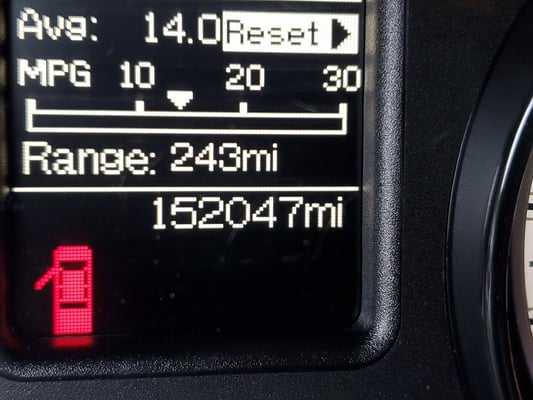 Avg: 14.0 Reset
MPG 10 20 30
Range: 243mi
152047mi